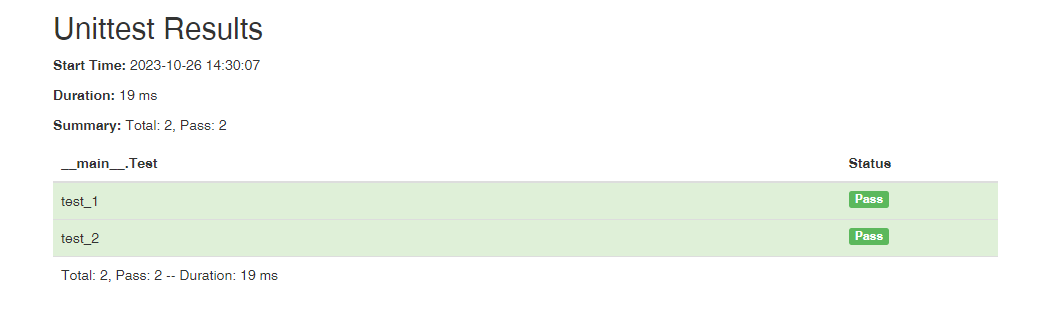 Unittest Results
Start Time: 2023-10-26 14:30:07
Duration: 19 ms
Summary: Total: 2, Pass: 2
__main__.Test Status
test_1 Pass
test_2 Pass
Total: 2, Pass: 2 -- Duration: 19 ms